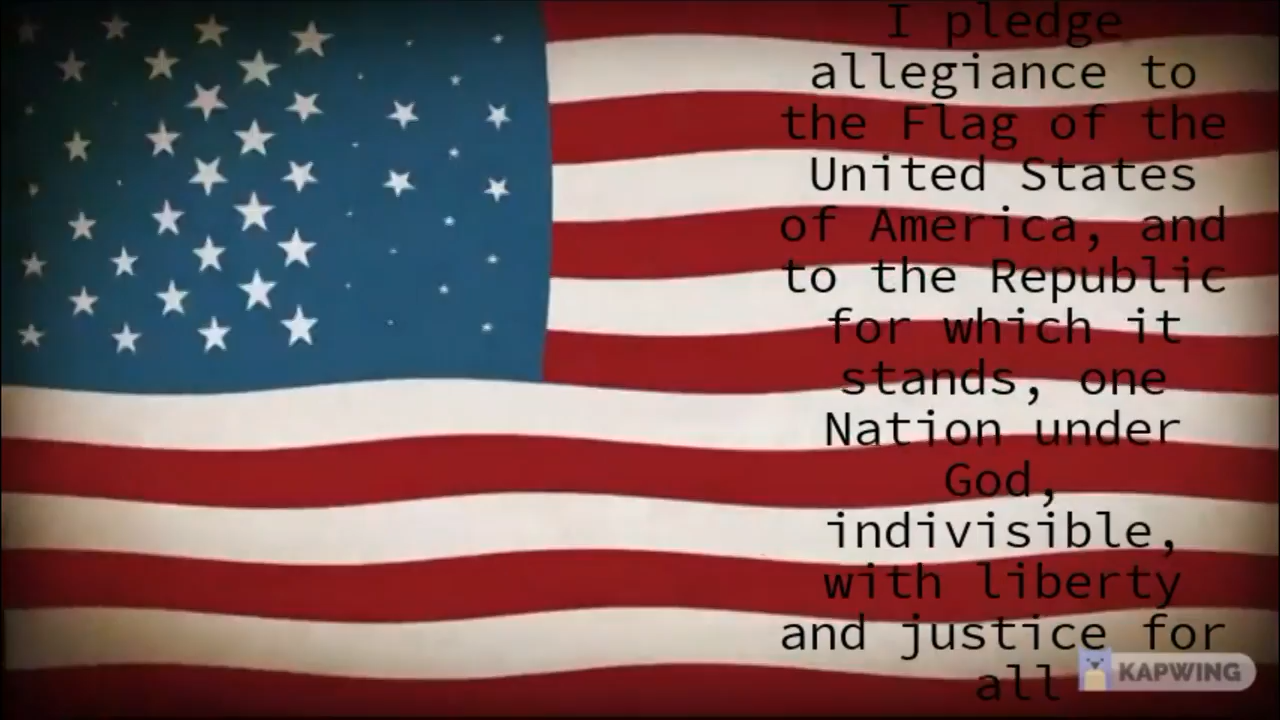 I pledge
allegiance to
the Flag of the
United States
of America, and
to the Republic
for which it
stands, one
Nation under
God,
indivisible,
with liberty
and justice for
all
KAPWING